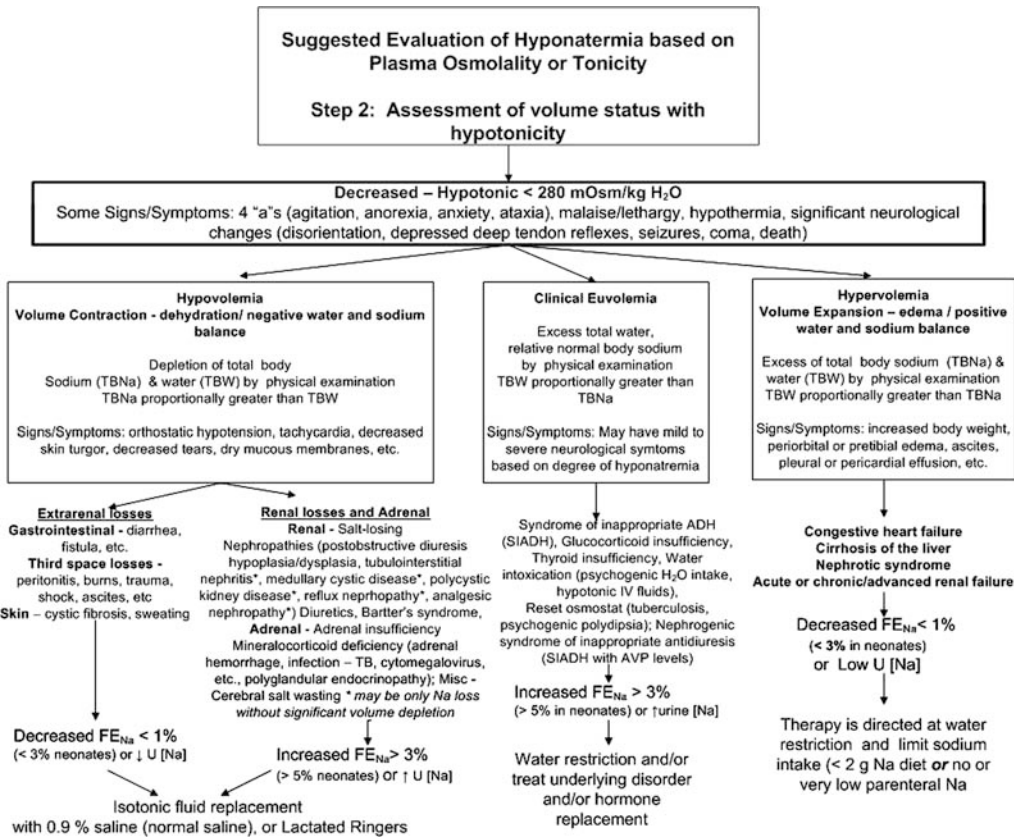 Suggested Evaluation of Hyponatermia based on
Plasma Osmolality or Tonicity
Step 2: Assessment of volume status with
hypotonicity
Decreased – Hypotonic < 280 mOsm/kg H₂O
Some Signs/Symptoms: 4 "a"s (agitation, anorexia, anxiety, ataxia), malaise/lethargy, hypothermia, significant neurological
changes (disorientation, depressed deep tendon reflexes, seizures, coma, death)
Hypovolemia
Volume Contraction - dehydration/ negative water and sodium
balance
Depletion of total body
Sodium (TBNa) & water (TBW) by physical examination
TBNa proportionally greater than TBW
Signs/Symptoms: orthostatic hypotension, tachycardia, decreased
skin turgor, decreased tears, dry mucous membranes, etc.
Clinical Euvolemia
Excess total water,
relative normal body sodium
by physical examination
TBW proportionally greater than
TBNa
Signs/Symptoms: May have mild to
severe neurological symtoms
based on degree of hyponatremia
Hypervolemia
Volume Expansion – edema / positive
water and sodium balance
Excess of total body sodium (TBNa) &
water (TBW) by physical examination
TBW proportionally greater than TBNa
Signs/Symptoms: increased body weight,
periorbital or pretibial edema, ascites,
pleural or pericardial effusion, etc.
Extrarenal losses
Gastrointestinal - diarrhea,
fistula, etc.
Third space losses -
peritonitis, burns, trauma,
shock, ascites, etc
Skin – cystic fibrosis, sweating
Decreased FENa < 1%
(< 3% neonates) or ↓ U [Na]
Renal losses and Adrenal
Renal - Salt-losing
Nephropathies (postobstructive diuresis
hypoplasia/dysplasia, tubulointerstitial
nephritis*, medullary cystic disease*, polycystic
kidney disease*, reflux neprhopathy*, analgesic
nephropathy*) Diuretics, Bartter's syndrome,
Adrenal - Adrenal insufficiency
Mineralocorticoid deficiency (adrenal
hemorrhage, infection – TB, cytomegalovirus,
etc., polyglandular endocrinopathy); Misc -
Cerebral salt wasting * may be only Na loss
without significant volume depletion
Increased FENa> 3%
(> 5% neonates) or ↑ U [Na]
Isotonic fluid replacement
with 0.9 % saline (normal saline), or Lactated Ringers
Syndrome of inappropriate ADH
(SIADH), Glucocorticoid insufficiency,
Thyroid insufficiency, Water
intoxication (psychogenic H₂O intake,
hypotonic IV fluids),
Reset osmostat (tuberculosis,
psychogenic polydipsia); Nephrogenic
syndrome of inappropriate antidiuresis
(SIADH with AVP levels)
Increased FENa > 3%
(> 5% in neonates) or ↑urine [Na]
Water restriction and/or
treat underlying disorder
and/or hormone
replacement
Congestive heart failure
Cirrhosis of the liver
Nephrotic syndrome
Acute or chronic/advanced renal failure
Decreased FENa< 1%
(< 3% in neonates)
or Low U [Na]
Therapy is directed at water
restriction and limit sodium
intake (< 2 g Na diet or no or
very low parenteral Na